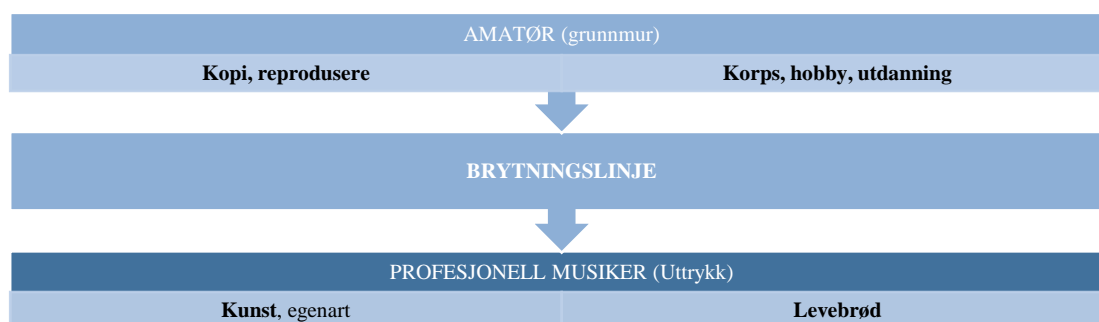 AMATØR (grunnmur)
Kopi, reprodusere
Korps, hobby, utdanning
BRYTNINGSLINJE
PROFESJONELL MUSIKER (Uttrykk)
Kunst, egenart
Levebrød